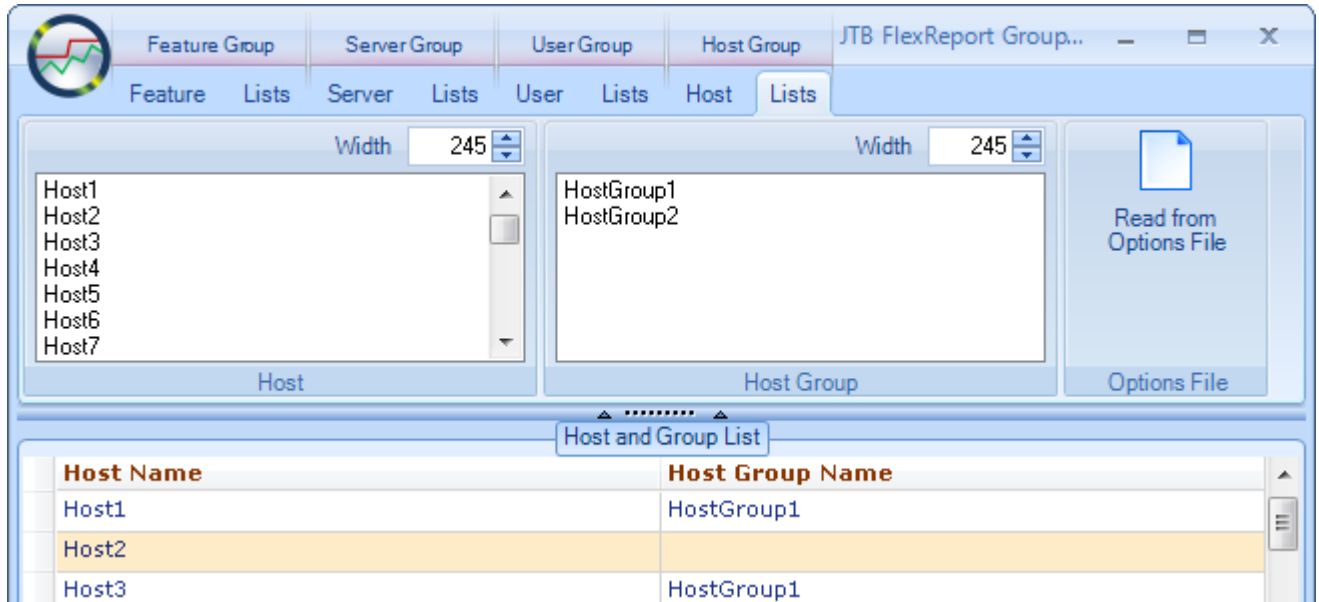 Feature Group Server Group User Group Host Group JTB FlexReport Group...
Feature Lists Server Lists User Lists Host Lists
Width 245 Width 245
Host1
Host2
Host3
Host4
Host5
Host6
Host7
HostGroup1
HostGroup2
Read from
Options File
Host Host Group Options File
Host and Group List
Host Name Host Group Name
Host1 HostGroup1
Host2
Host3 HostGroup1